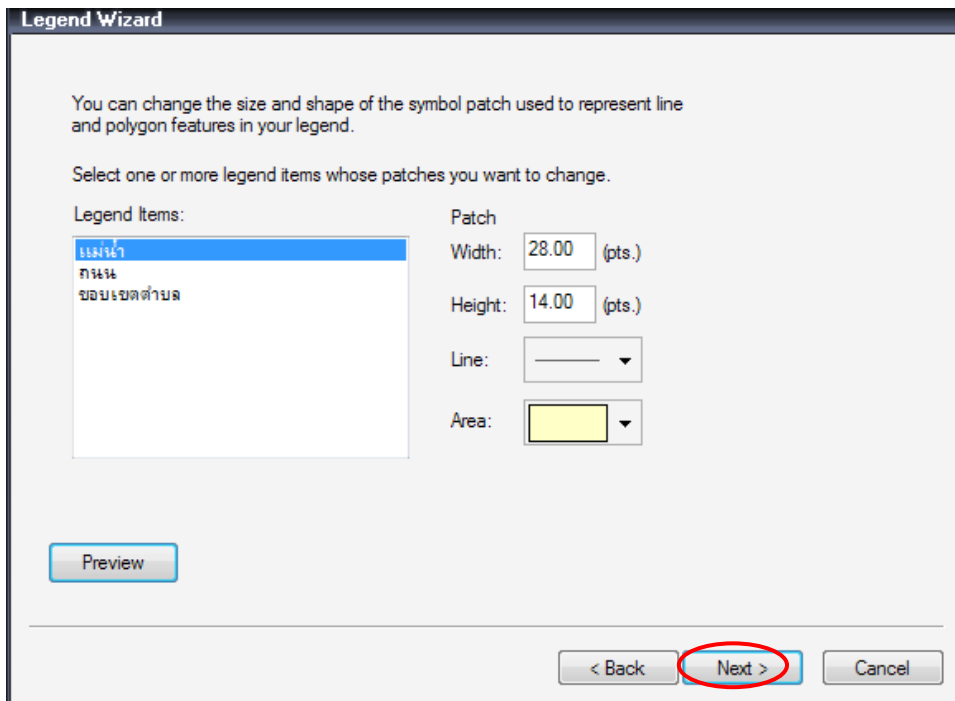 Legend Wizard
You can change the size and shape of the symbol patch used to represent line
and polygon features in your legend.
Select one or more legend items whose patches you want to change.
Legend Items:
แม่น้ำ
ถนน
ขอบเขตตำบล
Patch
Width: 28.00 (pts.)
Height: 14.00 (pts.)
Line:
Area:
Preview
< Back Next > Cancel